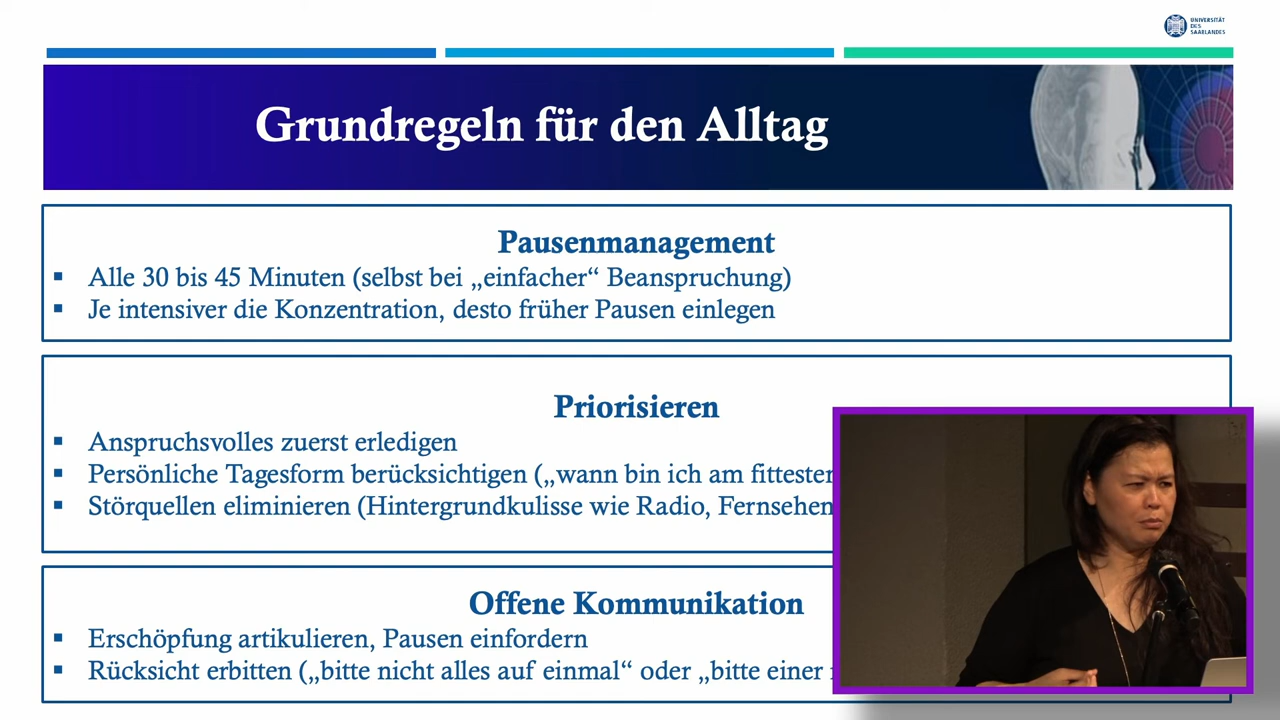 UNIVERSITÄT
DES
SAARLANDES
Grundregeln für den Alltag
Pausenmanagement
▪ Alle 30 bis 45 Minuten (selbst bei „einfacher“ Beanspruchung)
▪ Je intensiver die Konzentration, desto früher Pausen einlegen
Priorisieren
▪ Anspruchsvolles zuerst erledigen
▪ Persönliche Tagesform berücksichtigen („wann bin ich am fittesten
▪ Störquellen eliminieren (Hintergrundkulisse wie Radio, Fernsehen
Offene Kommunikation
▪ Erschöpfung artikulieren, Pausen einfordern
▪ Rücksicht erbitten („bitte nicht alles auf einmal“ oder „bitte einer